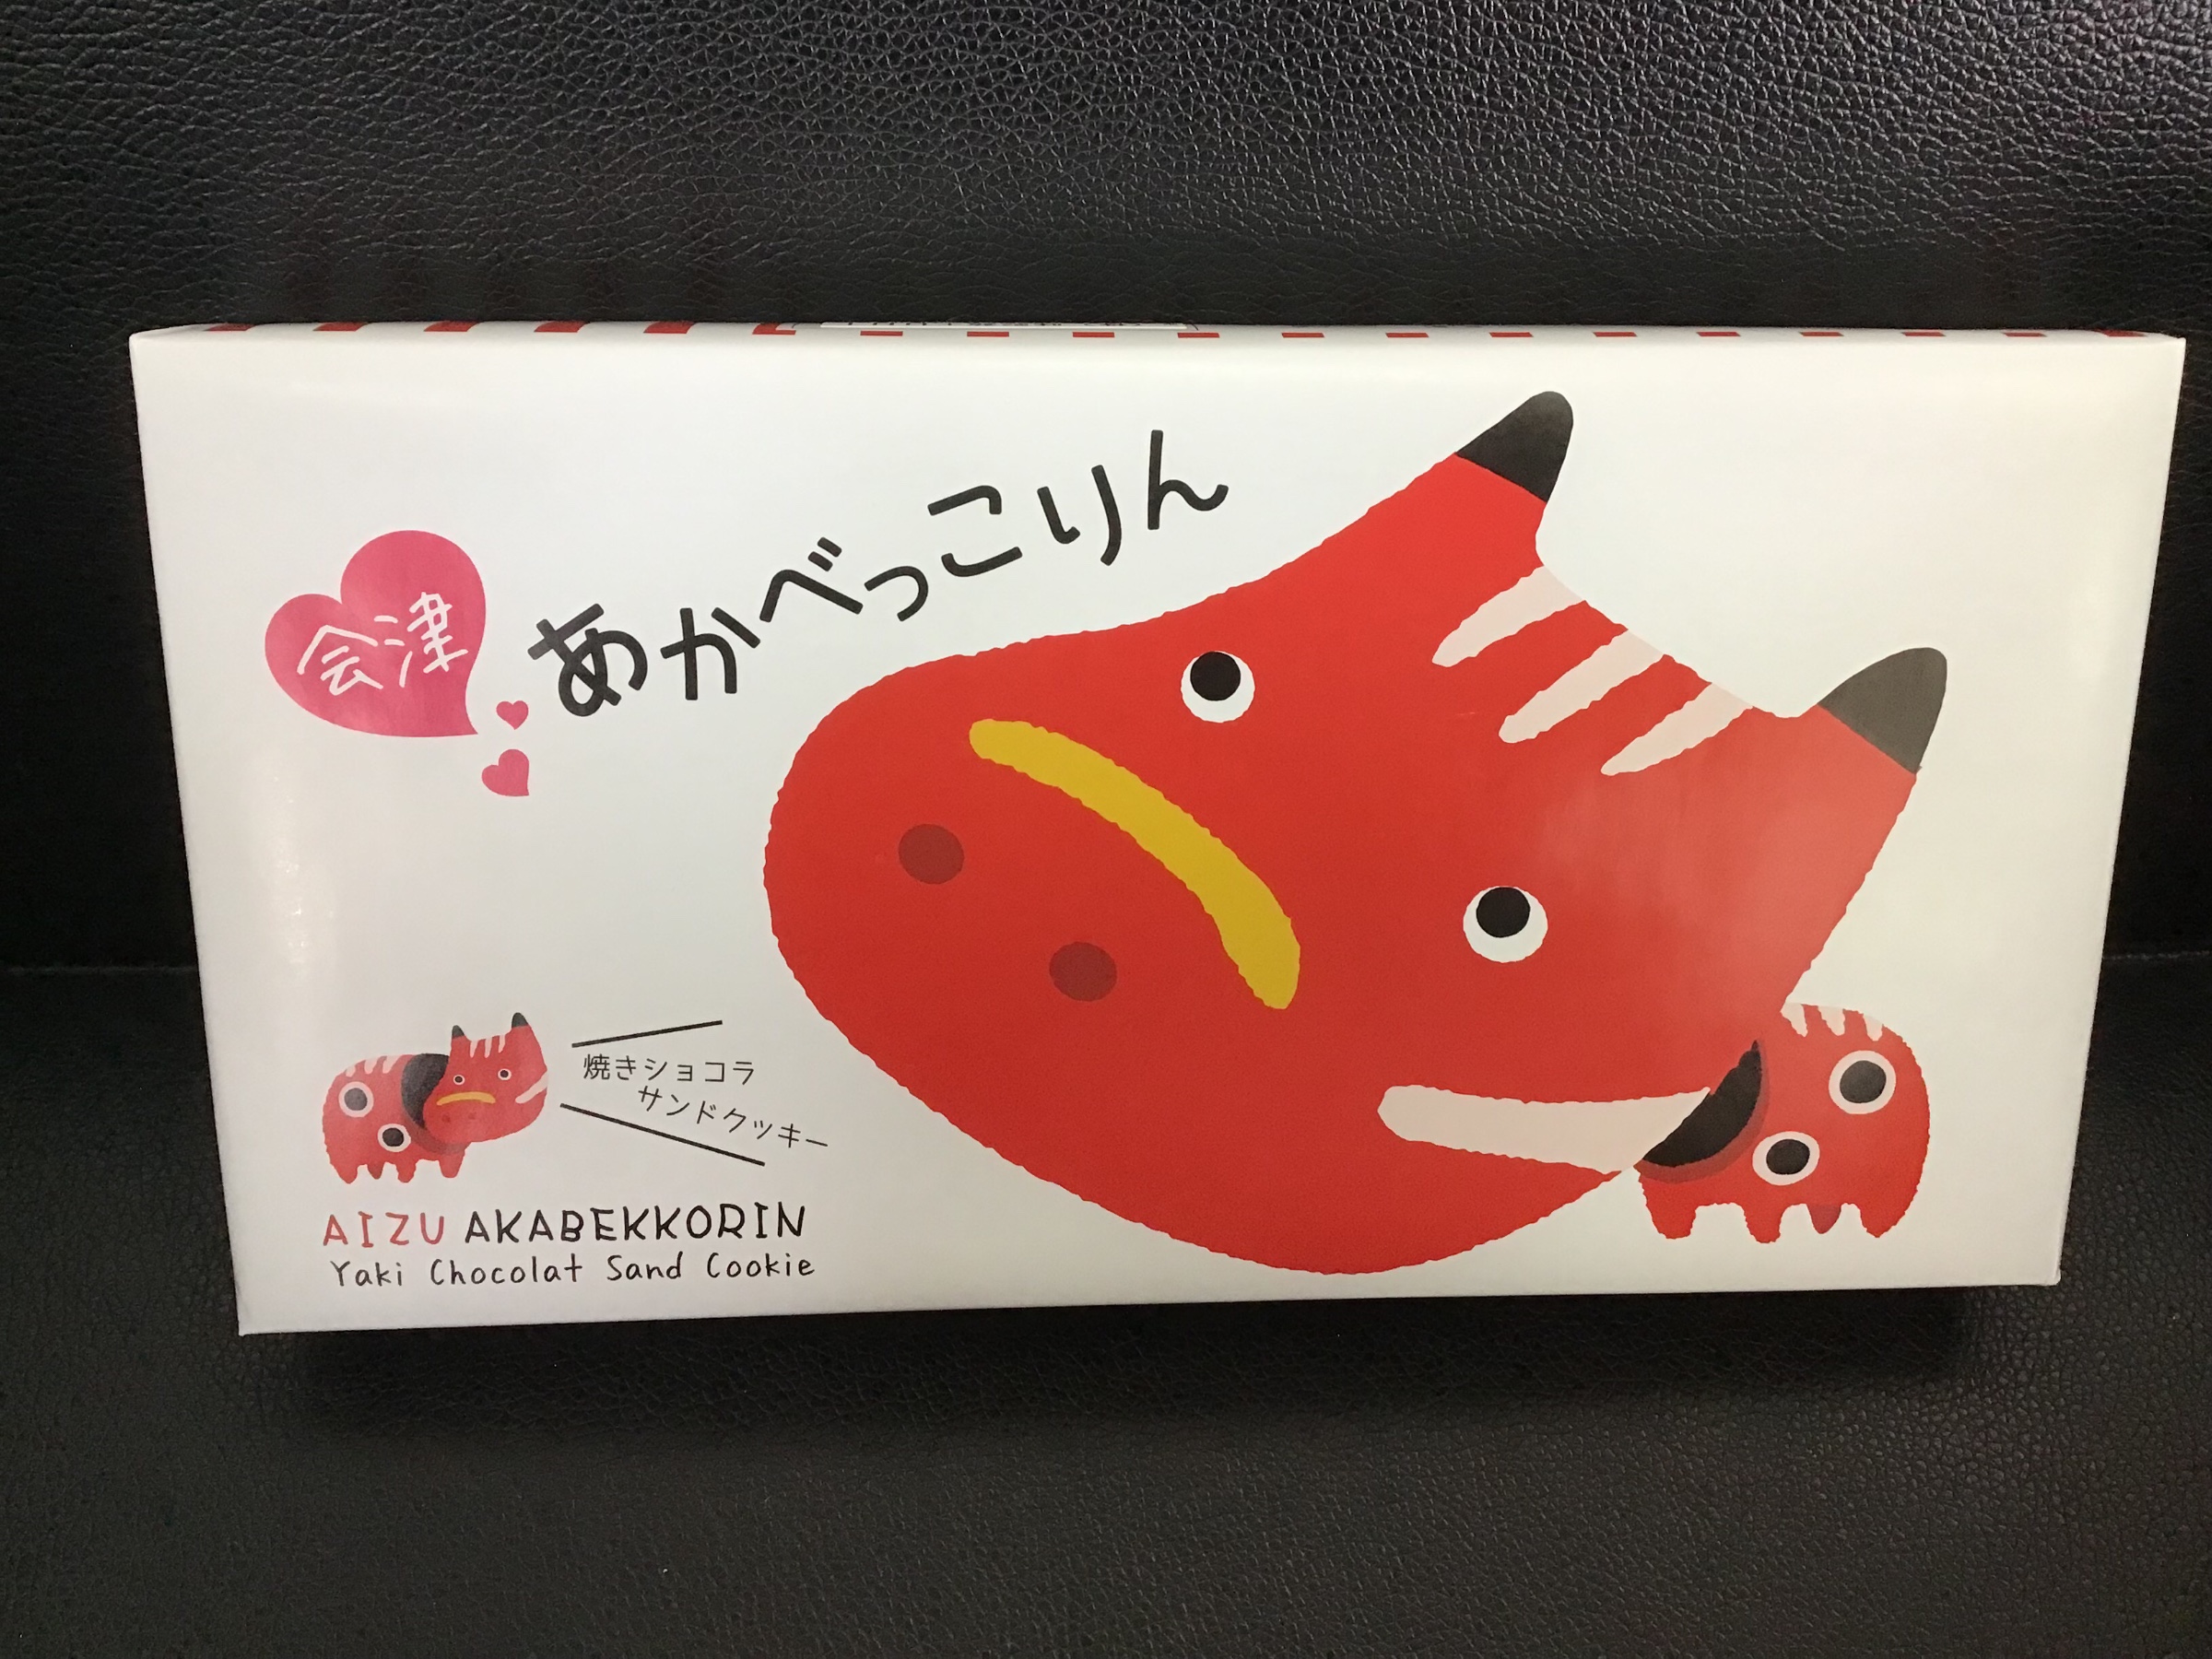 会津
あかべっこりん
焼きショコラ
サンドクッキー
AIZU AKABEKKORIN
Yaki Chocolat Sand Cookie